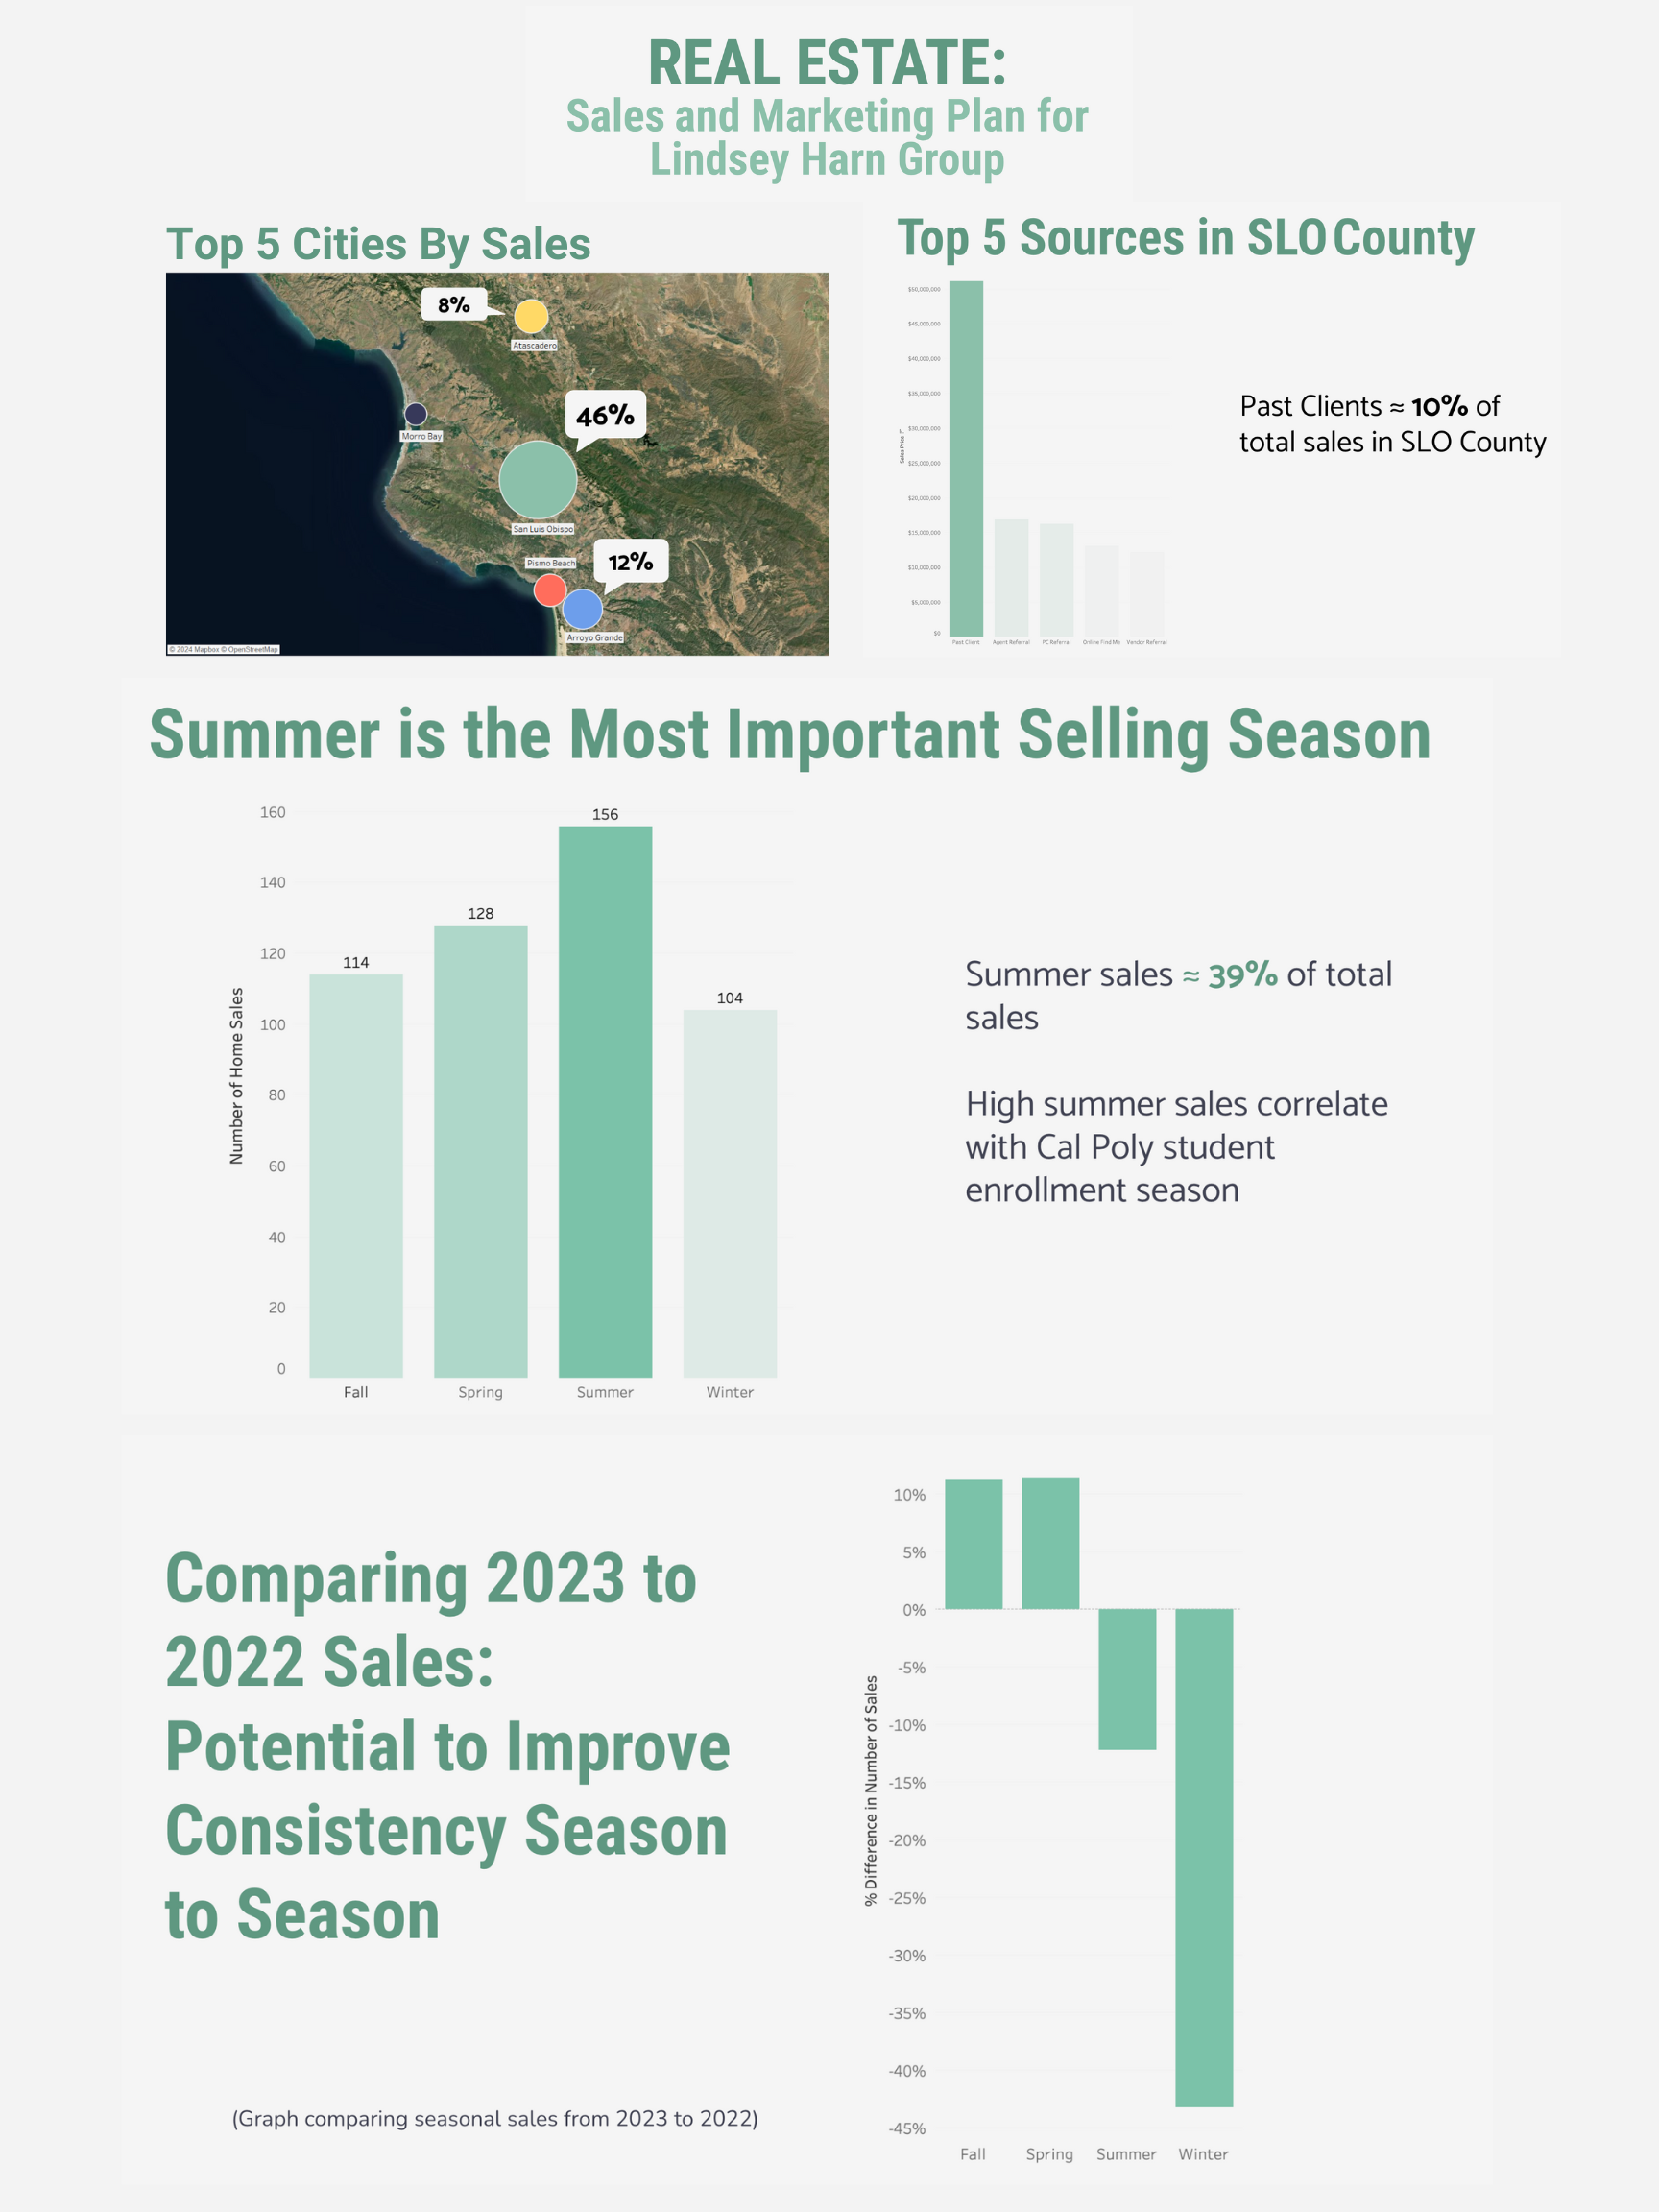 REAL ESTATE:
Sales and Marketing Plan for
Lindsey Harn Group
Top 5 Cities By Sales
8%
Atascadero
46%
Morro Bay
San Luis Obispo
12%
Pismo Beach
Arroyo Grande
© 2024 Mapbox © OpenStreetMap
Top 5 Sources in SLO County
$50,000,000
$45,000,000
$40,000,000
$35,000,000
$30,000,000
$25,000,000
$20,000,000
$15,000,000
$10,000,000
$5,000,000
$0
Sales Price
Past Client
Agent Referral
PC Referral
Online Find Me
Vendor Referral
Past Clients ≈ 10% of
total sales in SLO County
Summer is the Most Important Selling Season
160
140
120
100
80
60
40
20
0
Number of Home Sales
114
128
156
104
Fall
Spring
Summer
Winter
Summer sales ≈ 39% of total
sales
High summer sales correlate
with Cal Poly student
enrollment season
Comparing 2023 to
2022 Sales:
Potential to Improve
Consistency Season
to Season
(Graph comparing seasonal sales from 2023 to 2022)
10%
5%
0%
-5%
-10%
-15%
-20%
-25%
-30%
-35%
-40%
-45%
% Difference in Number of Sales
Fall
Spring
Summer
Winter